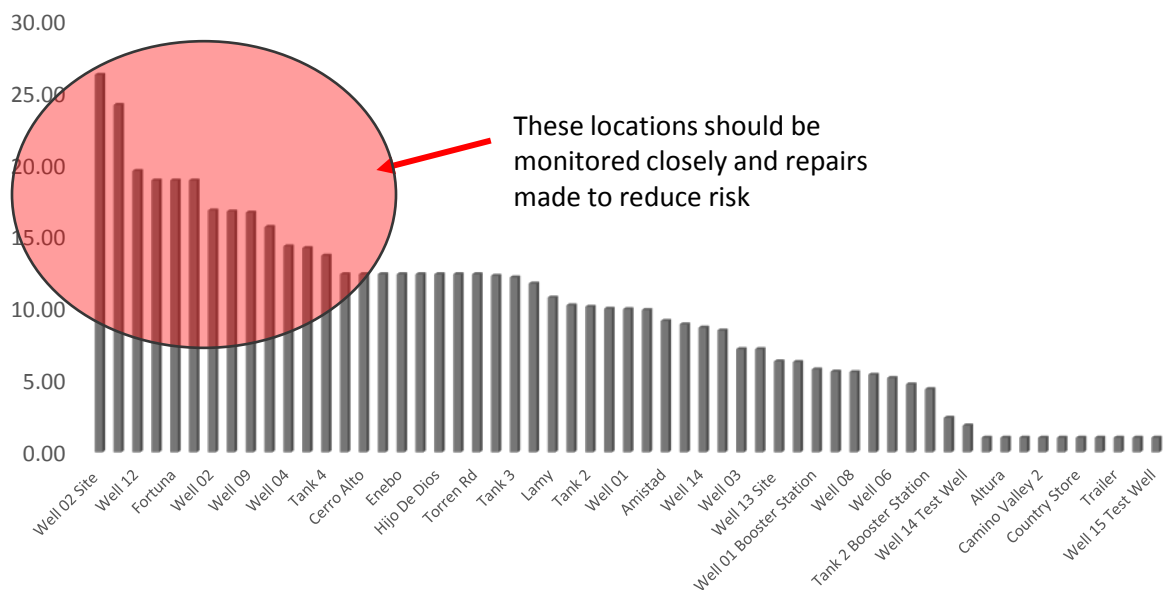 30.00
25.00
20.00
15.00
10.00
5.00
0.00
These locations should be
monitored closely and repairs
made to reduce risk
Well 02 Site
Well 12
Fortuna
Well 02
Well 09
Well 04
Tank 4
Cerro Alto
Enebo
Hijo De Dios
Torren Rd
Tank 3
Lamy
Tank 2
Well 01
Amistad
Well 14
Well 03
Well 13 Site
Well 01 Booster Station
Well 08
Well 06
Tank 2 Booster Station
Well 14 Test Well
Altura
Camino Valley 2
Country Store
Trailer
Well 15 Test Well